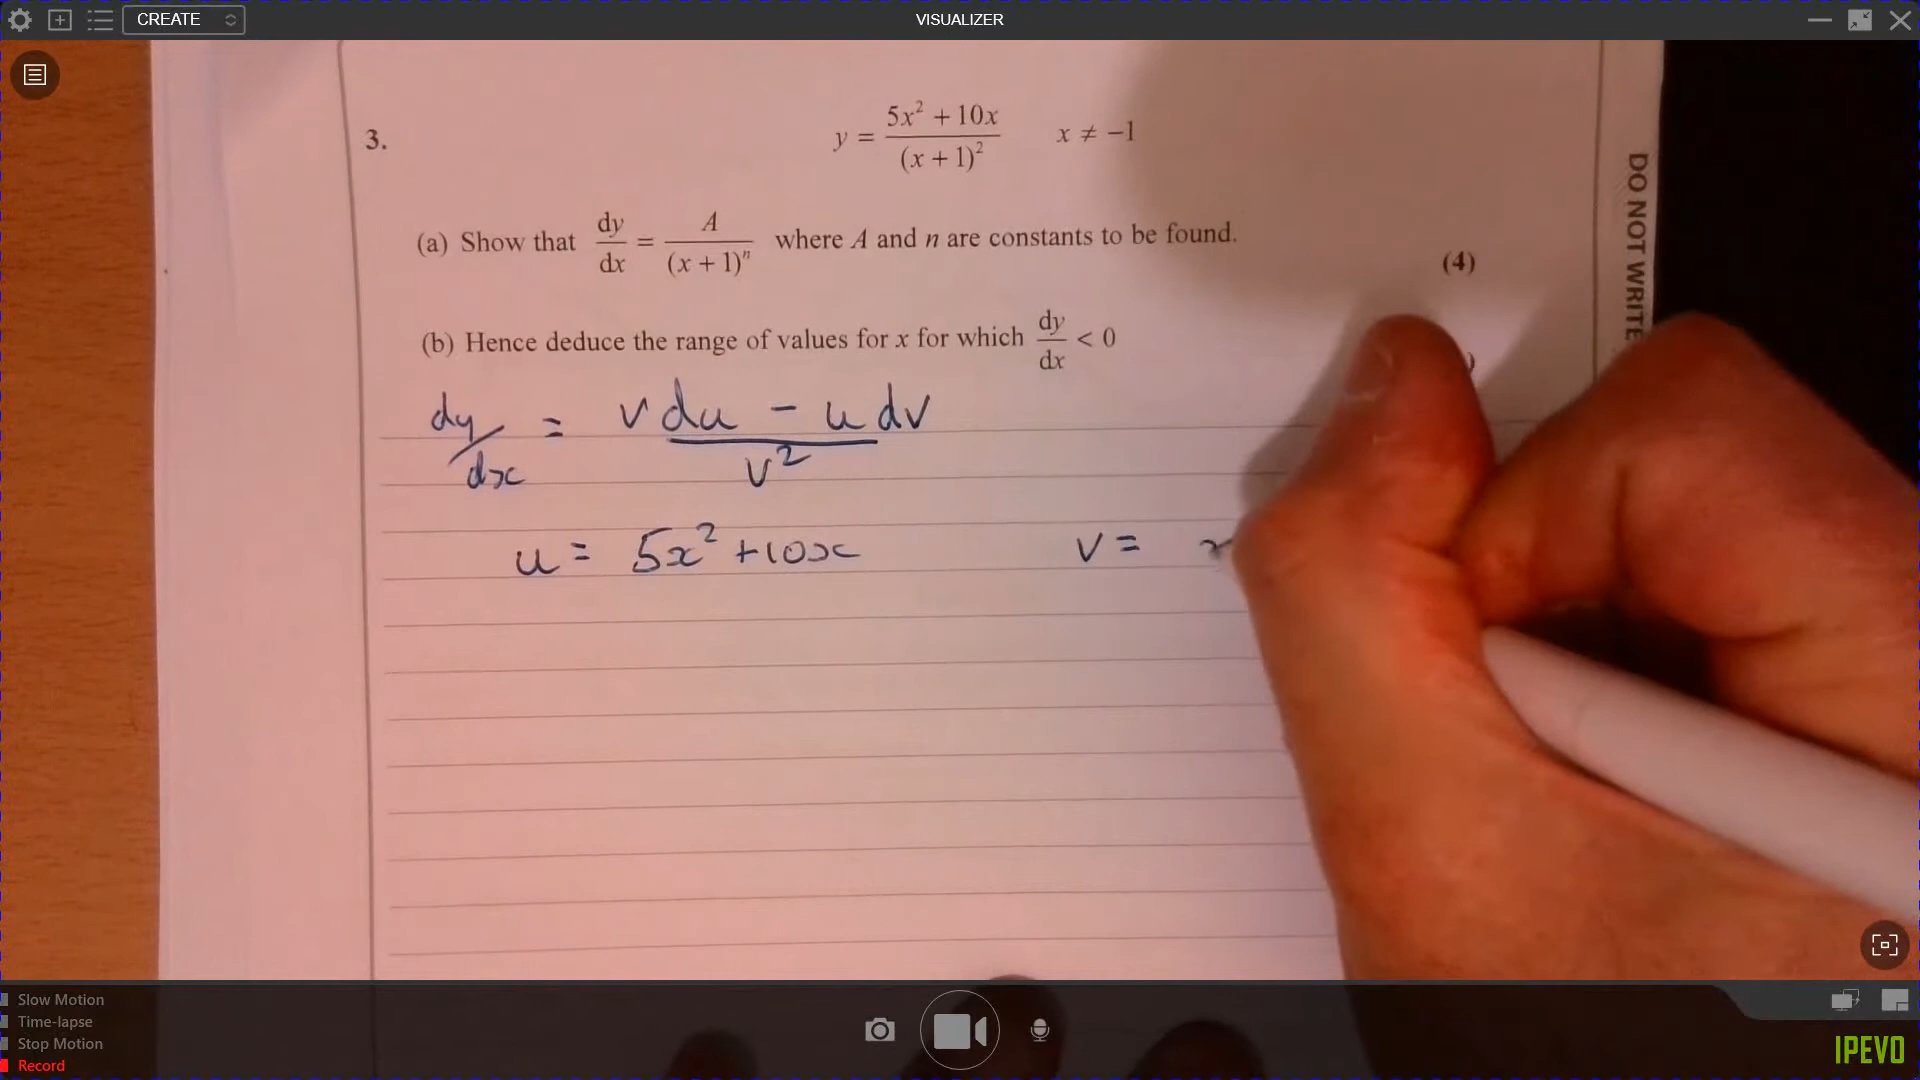 CREATE
VISUALIZER
3.
y = (5x² + 10x)/(x + 1)² x ≠ −1
(a) Show that dy/dx = A/(x + 1)ⁿ where A and n are constants to be found.
(4)
(b) Hence deduce the range of values for x for which dy/dx < 0
DO NOT WRITE
dy/dx = (v du − u dv)/v²
u = 5x² + 10x
v = x
Slow Motion
Time-lapse
Stop Motion
Record
IPEVO